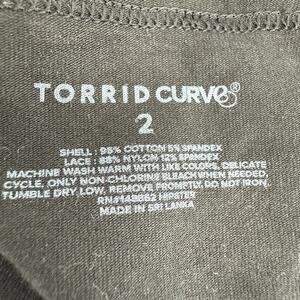 TORRID CURVE®
2
SHELL : 95% COTTON 5% SPANDEX
LACE : 88% NYLON 12% SPANDEX
MACHINE WASH WARM WITH LIKE COLORS, DELICATE
CYCLE, ONLY NON-CHLORINE BLEACH WHEN NEEDED,
TUMBLE DRY LOW, REMOVE PROMPTLY, DO NOT IRON.
RN#148862 HIPSTER
MADE IN SRI LANKA